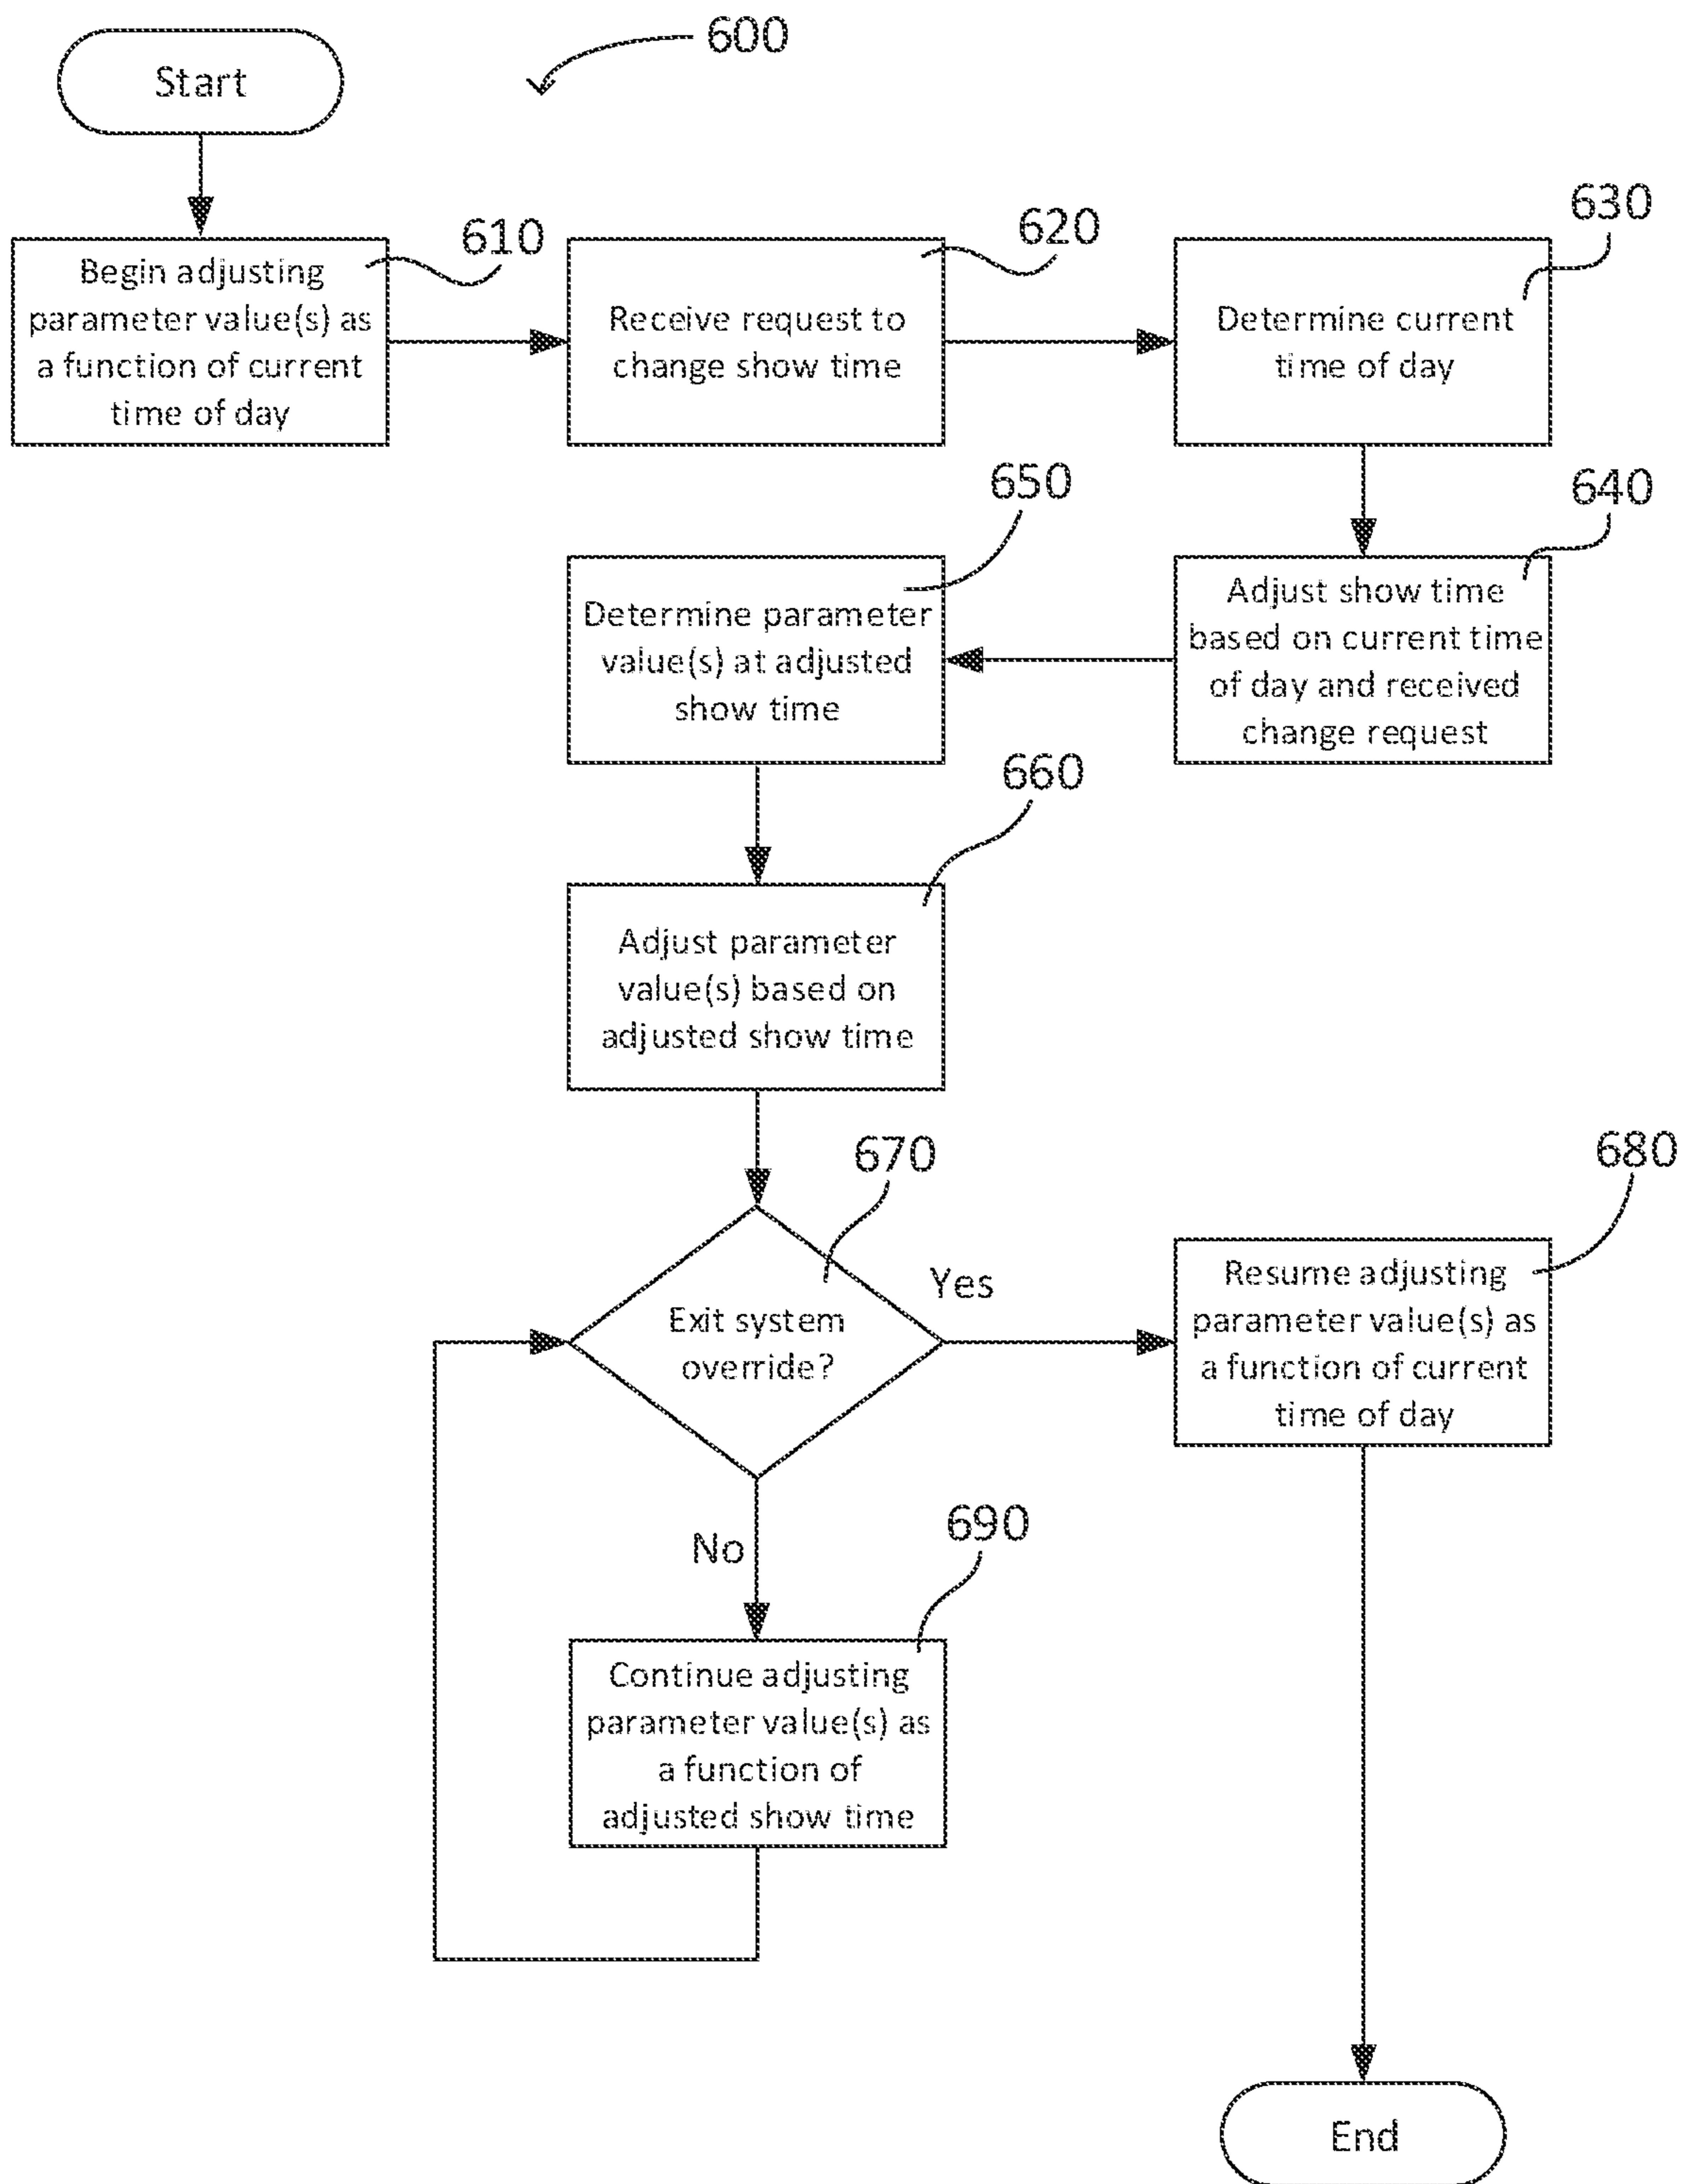 600
Start
610
Begin adjusting
parameter value(s) as
a function of current
time of day
620
Receive request to
change show time
630
Determine current
time of day
640
Adjust show time
based on current time
of day and received
change request
650
Determine parameter
value(s) at adjusted
show time
660
Adjust parameter
value(s) based on
adjusted show time
670
Exit system
override?
Yes
680
Resume adjusting
parameter value(s) as
a function of current
time of day
No
690
Continue adjusting
parameter value(s) as
a function of
adjusted show time
End